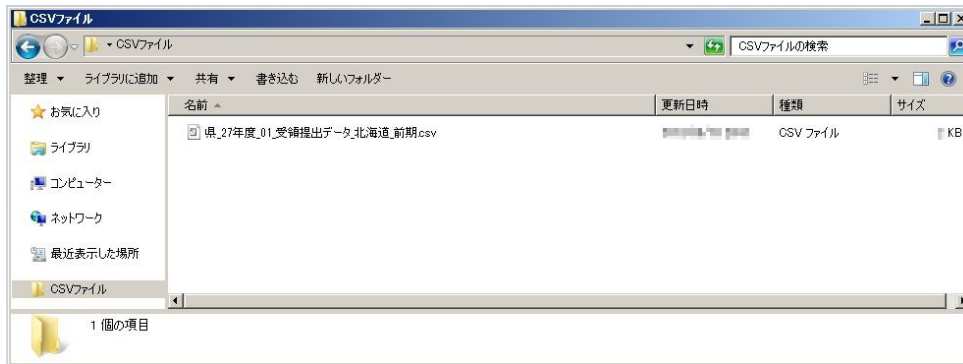 CSVファイル
CSVファイル CSVファイルの検索
整理 ライブラリに追加 共有 書き込む 新しいフォルダー
お気に入り
ライブラリ
コンピューター
ネットワーク
最近表示した場所
CSVファイル
名前 更新日時 種類 サイズ
県_27年度_01_受領提出データ_北海道_前期.csv CSV ファイル KB
1 個の項目